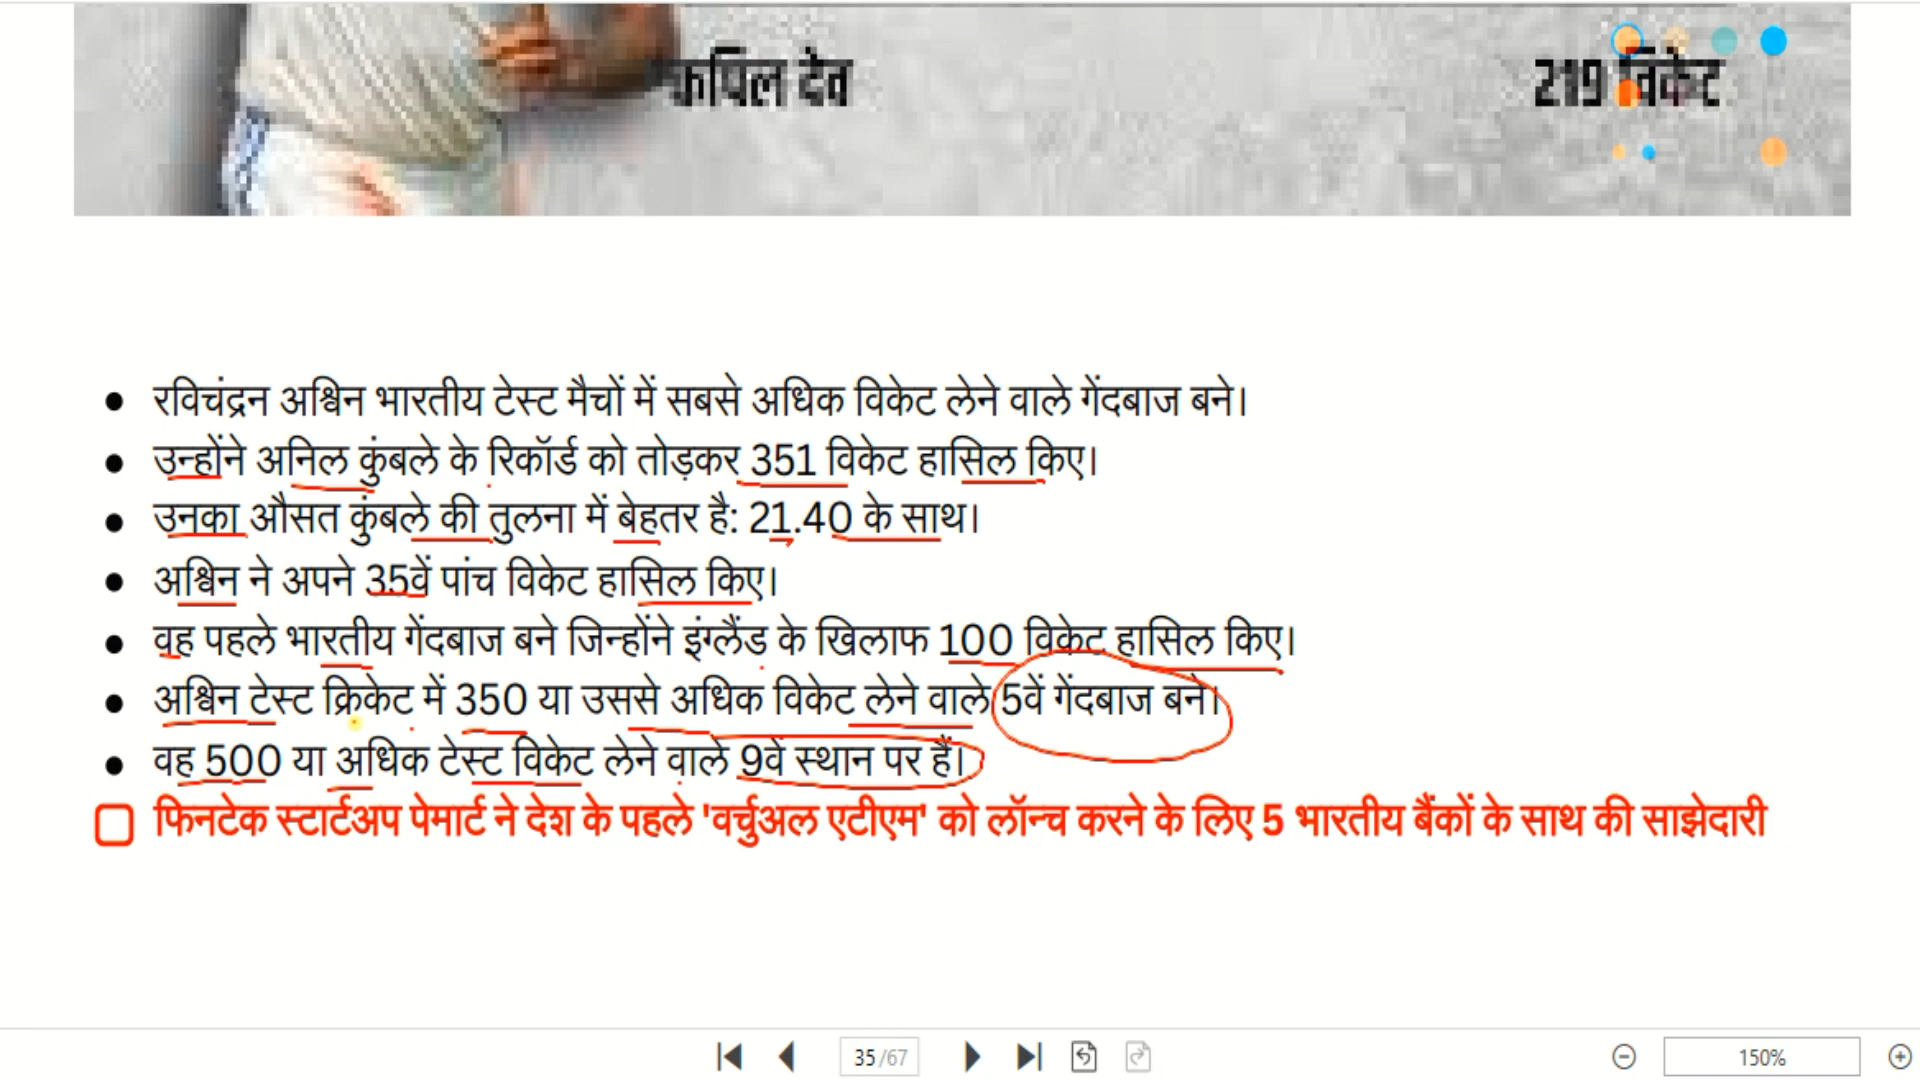 कपिल देव 219 विकेट
● रविचंद्रन अश्विन भारतीय टेस्ट मैचों में सबसे अधिक विकेट लेने वाले गेंदबाज बने।
● उन्होंने अनिल कुंबले के रिकॉर्ड को तोड़कर 351 विकेट हासिल किए।
● उनका औसत कुंबले की तुलना में बेहतर है: 21.40 के साथ।
● अश्विन ने अपने 35वें पांच विकेट हासिल किए।
● वह पहले भारतीय गेंदबाज बने जिन्होंने इंग्लैंड के खिलाफ 100 विकेट हासिल किए।
● अश्विन टेस्ट क्रिकेट में 350 या उससे अधिक विकेट लेने वाले 5वें गेंदबाज बने।
● वह 500 या अधिक टेस्ट विकेट लेने वाले 9वें स्थान पर हैं।
फिनटेक स्टार्टअप पेमार्ट ने देश के पहले 'वर्चुअल एटीएम' को लॉन्च करने के लिए 5 भारतीय बैंकों के साथ की साझेदारी
35/67 150%